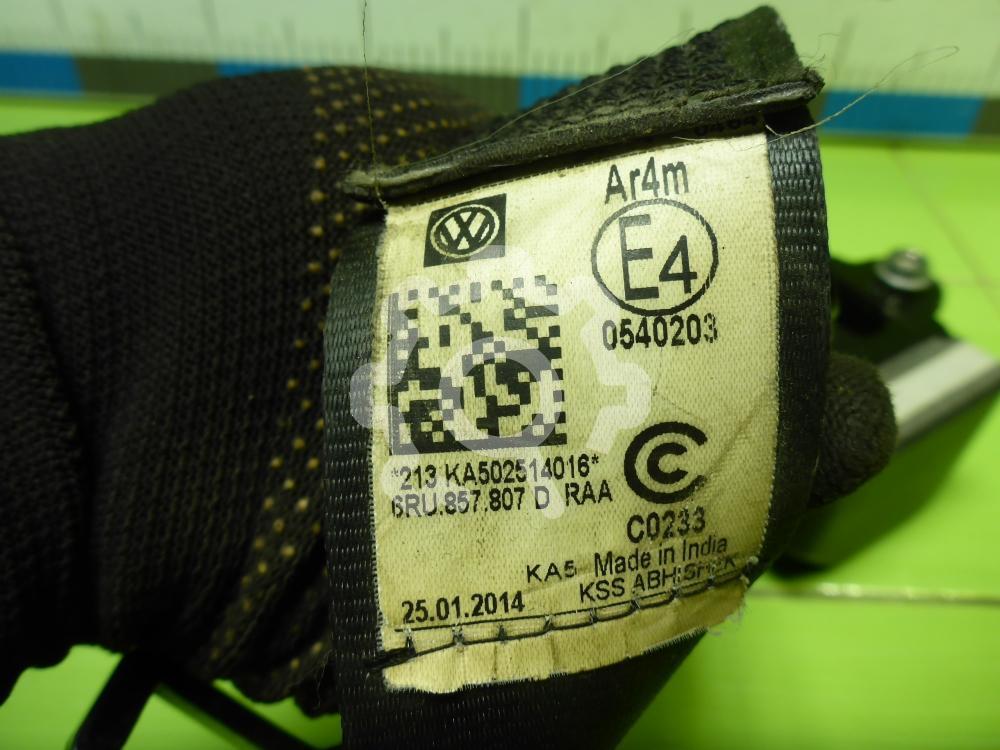 Ar4m
E4
0540203
*213 KA502514016*
6RU.857.807 D RAA
C0233
KA5 Made in India
KSS ABHISHEK
25.01.2014